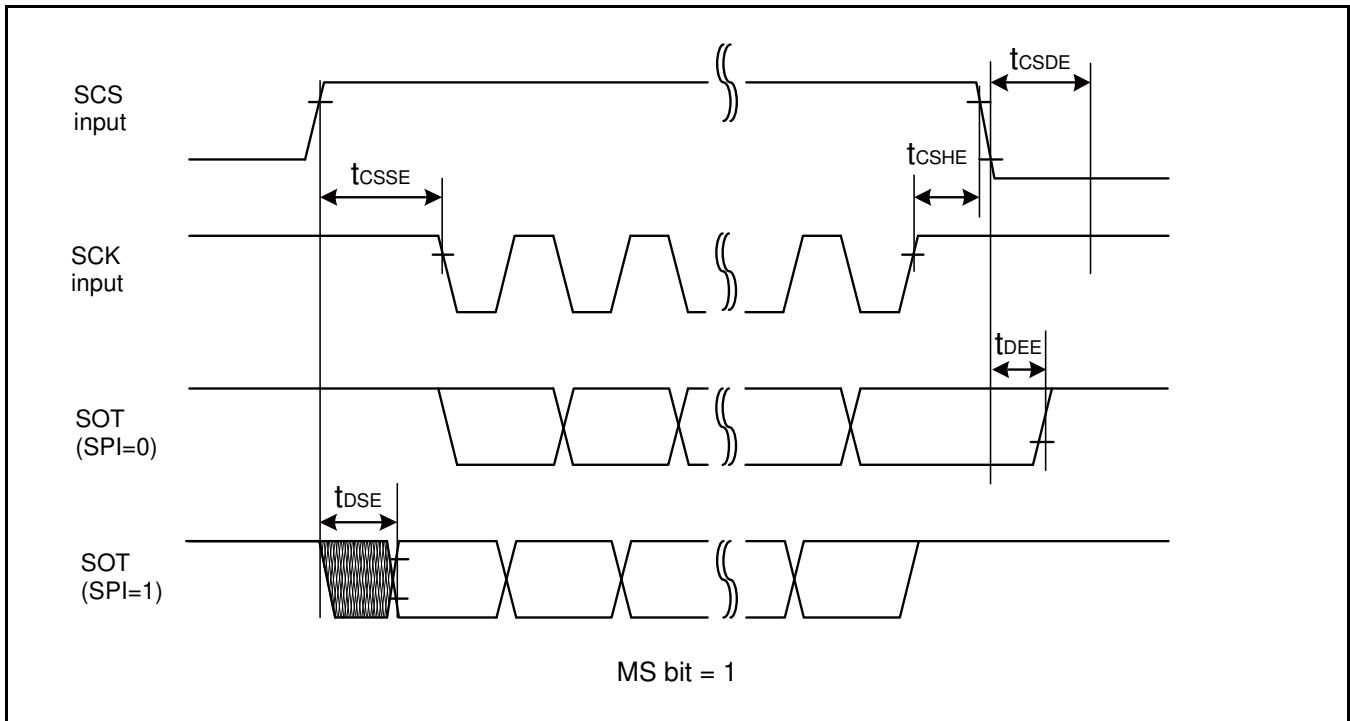 SCS
input
tCSDE
tCSHE
tCSSE
SCK
input
tDEE
SOT
(SPI=0)
tDSE
SOT
(SPI=1)
MS bit = 1